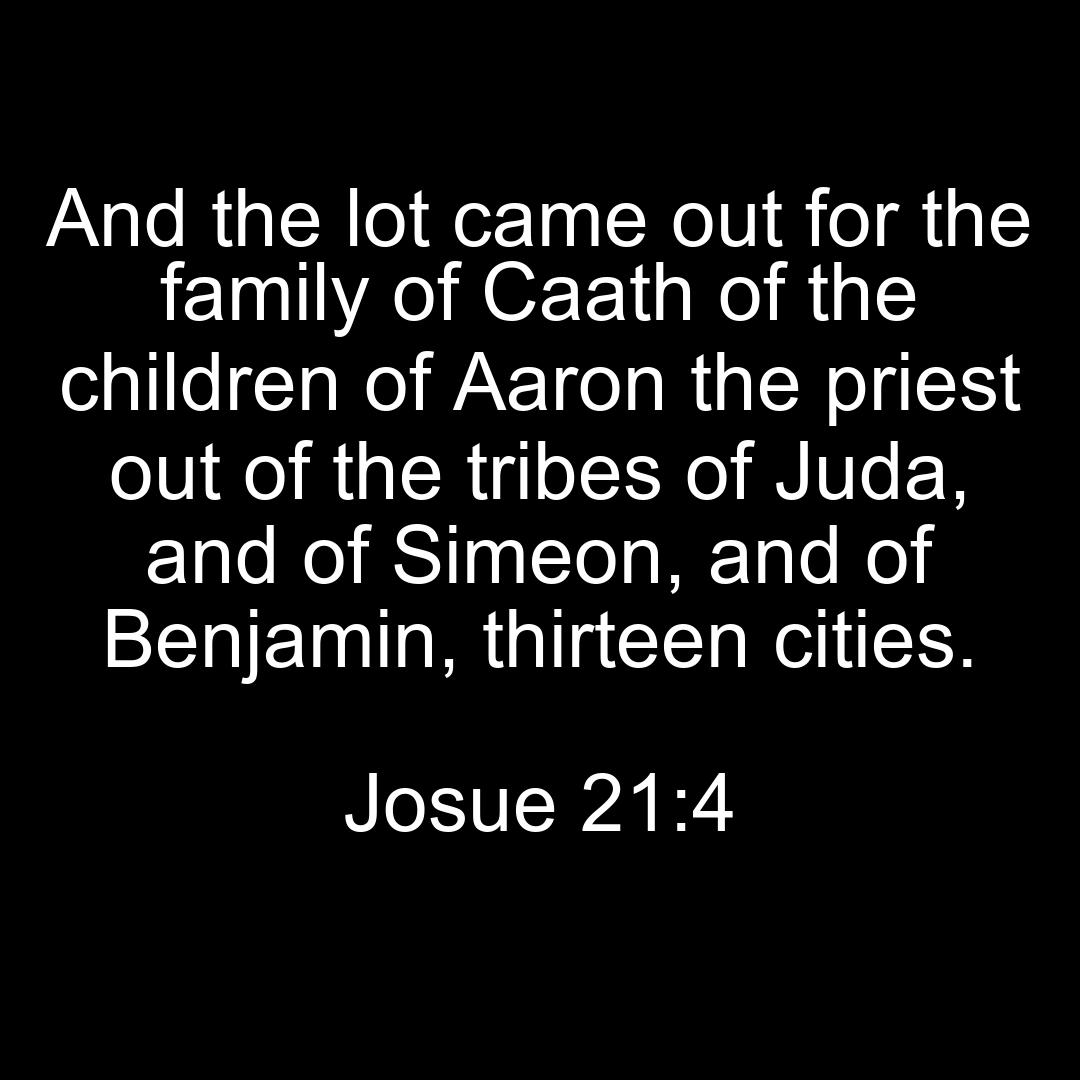 And the lot came out for the
family of Caath of the
children of Aaron the priest
out of the tribes of Juda,
and of Simeon, and of
Benjamin, thirteen cities.
Josue 21:4